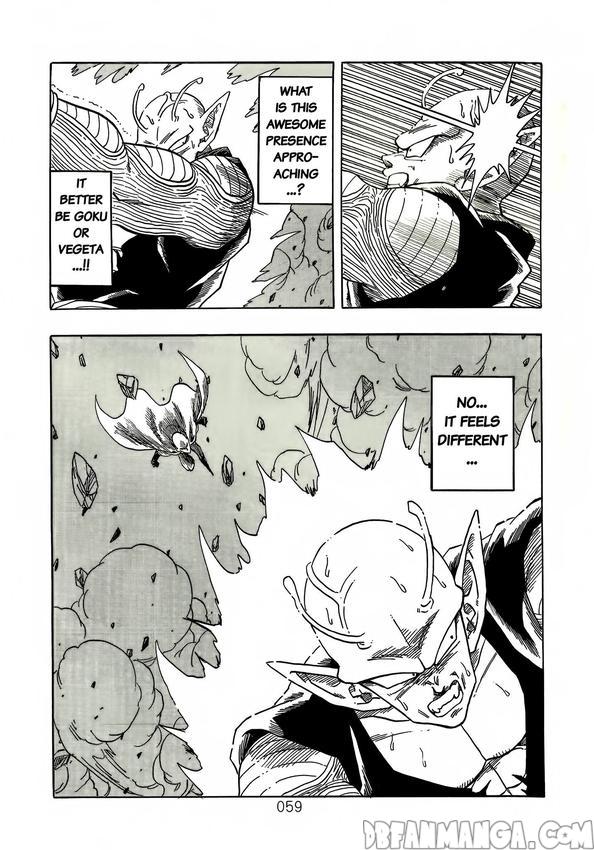 WHAT
IS THIS
AWESOME
PRESENCE
APPRO-
ACHING
...?
IT
BETTER
BE GOKU
OR
VEGETA
...!!
NO...
IT FEELS
DIFFERENT
...
059
DBFANMANGA.COM